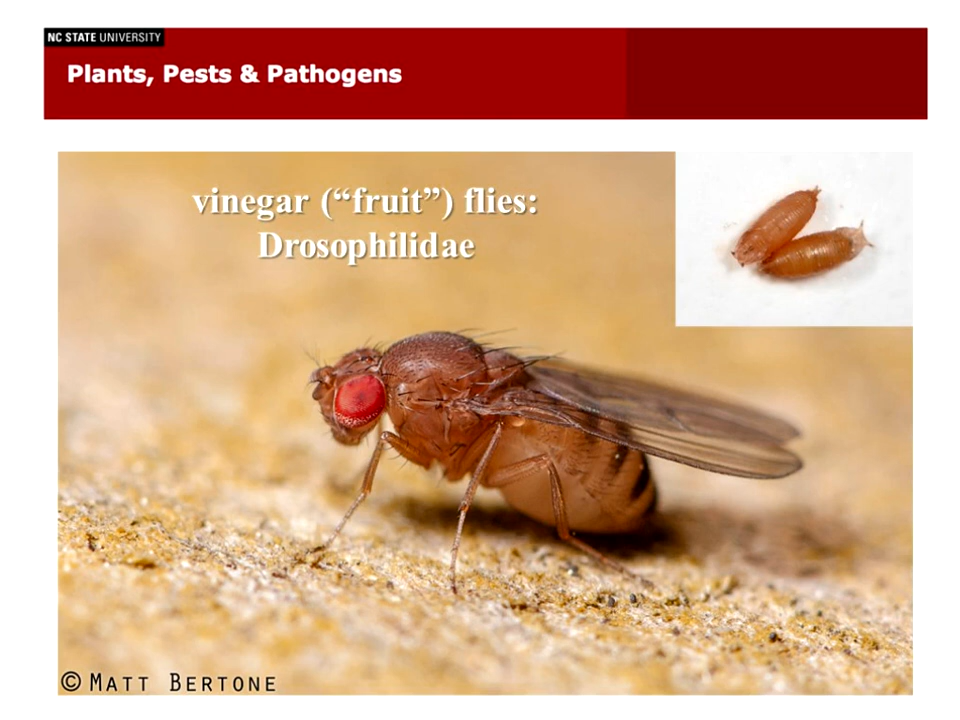 NC STATE UNIVERSITY
Plants, Pests & Pathogens
vinegar (“fruit”) flies:
Drosophilidae
© MATT BERTONE